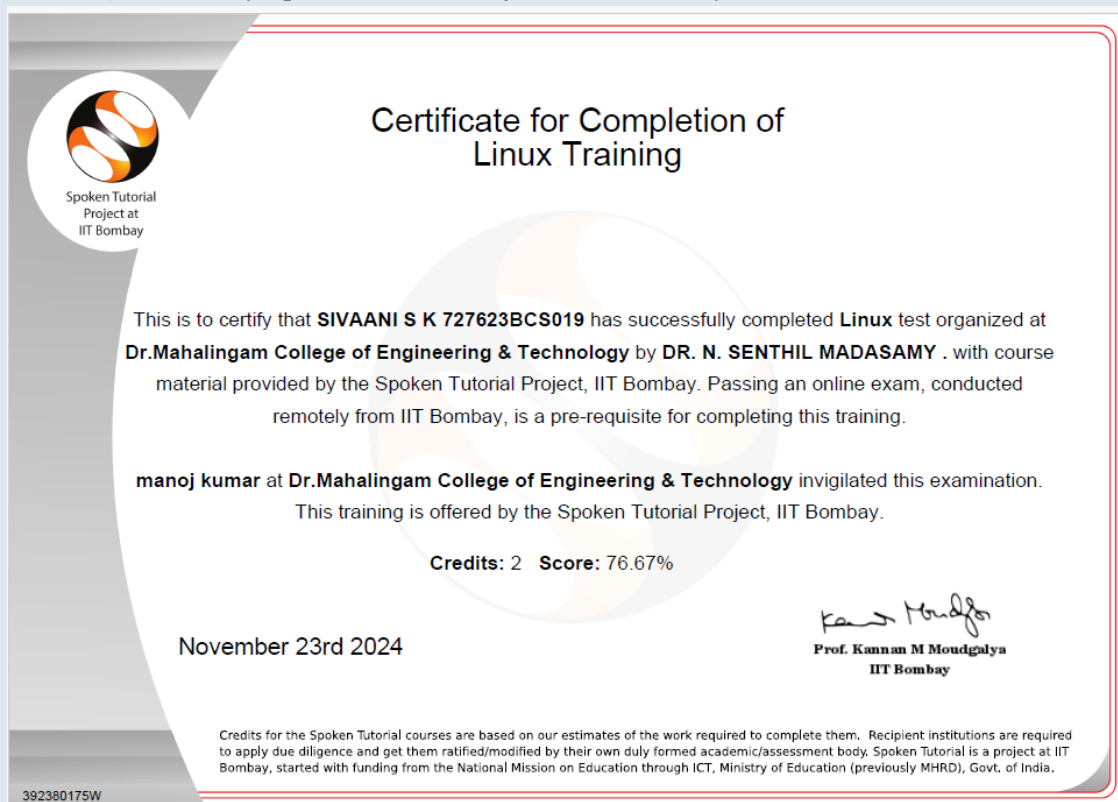 Certificate for Completion of
Linux Training
Spoken Tutorial
Project at
IIT Bombay
This is to certify that SIVAANI S K 727623BCS019 has successfully completed Linux test organized at
Dr.Mahalingam College of Engineering & Technology by DR. N. SENTHIL MADASAMY . with course
material provided by the Spoken Tutorial Project, IIT Bombay. Passing an online exam, conducted
remotely from IIT Bombay, is a pre-requisite for completing this training.
manoj kumar at Dr.Mahalingam College of Engineering & Technology invigilated this examination.
This training is offered by the Spoken Tutorial Project, IIT Bombay.
Credits: 2 Score: 76.67%
November 23rd 2024
Prof. Kannan M Moudgalya
IIT Bombay
Credits for the Spoken Tutorial courses are based on our estimates of the work required to complete them. Recipient institutions are required
to apply due diligence and get them ratified/modified by their own duly formed academic/assessment body. Spoken Tutorial is a project at IIT
Bombay, started with funding from the National Mission on Education through ICT, Ministry of Education (previously MHRD), Govt. of India.
392380175W